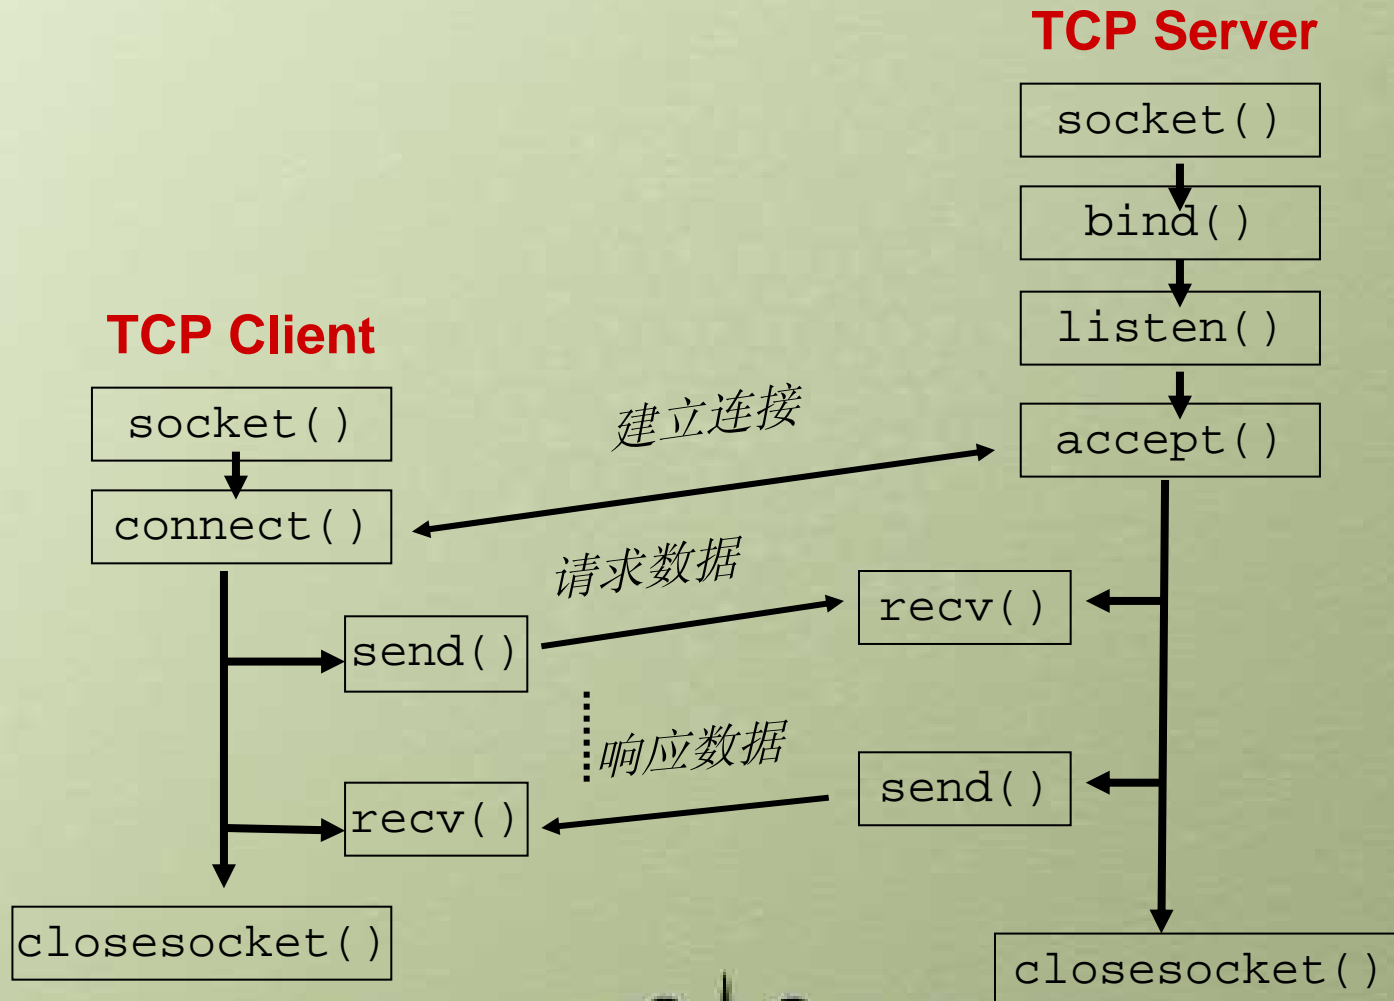 TCP Server
socket()
bind()
listen()
accept()
TCP Client
socket()
connect()
建立连接
请求数据
send()
recv()
响应数据
recv()
send()
closesocket()
closesocket()